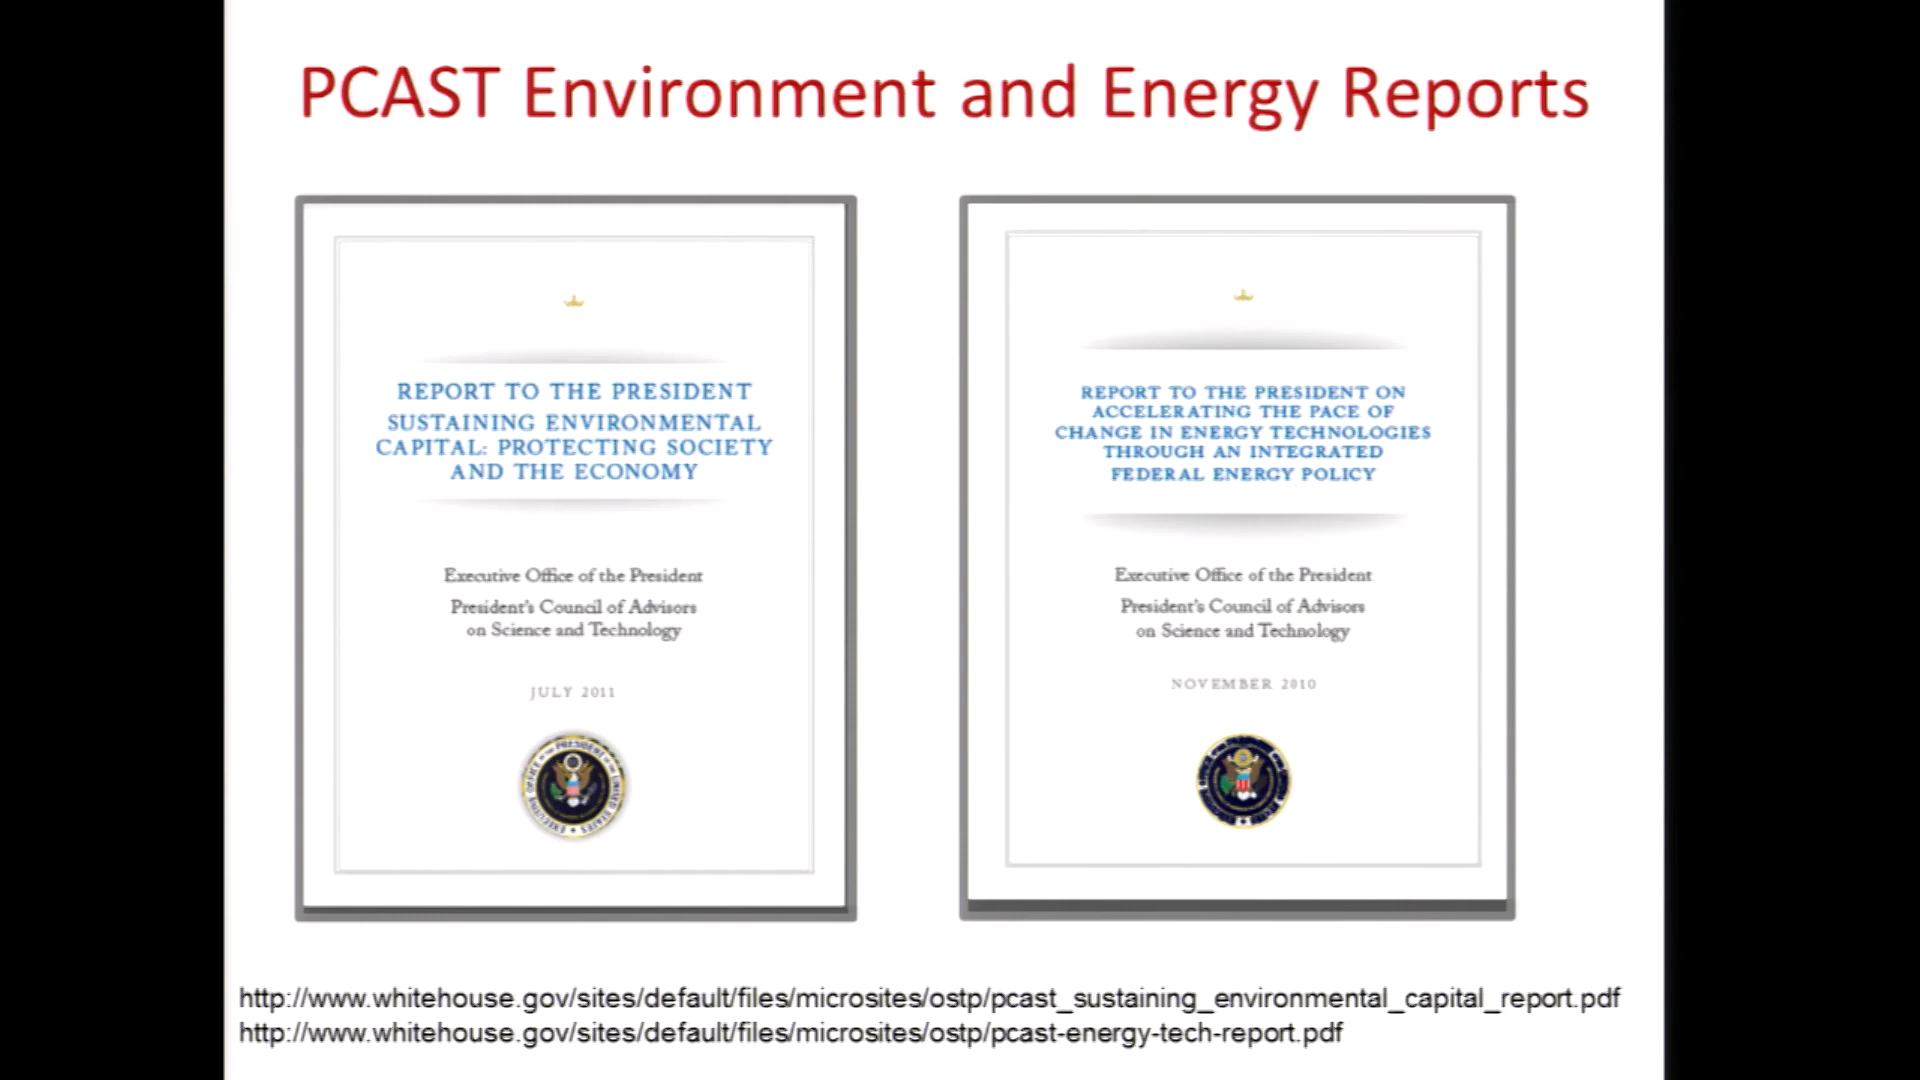 PCAST Environment and Energy Reports
REPORT TO THE PRESIDENT
SUSTAINING ENVIRONMENTAL
CAPITAL: PROTECTING SOCIETY
AND THE ECONOMY
Executive Office of the President
President's Council of Advisors
on Science and Technology
JULY 2011
REPORT TO THE PRESIDENT ON
ACCELERATING THE PACE OF
CHANGE IN ENERGY TECHNOLOGIES
THROUGH AN INTEGRATED
FEDERAL ENERGY POLICY
Executive Office of the President
President's Council of Advisors
on Science and Technology
NOVEMBER 2010
http://www.whitehouse.gov/sites/default/files/microsites/ostp/pcast_sustaining_environmental_capital_report.pdf
http://www.whitehouse.gov/sites/default/files/microsites/ostp/pcast-energy-tech-report.pdf